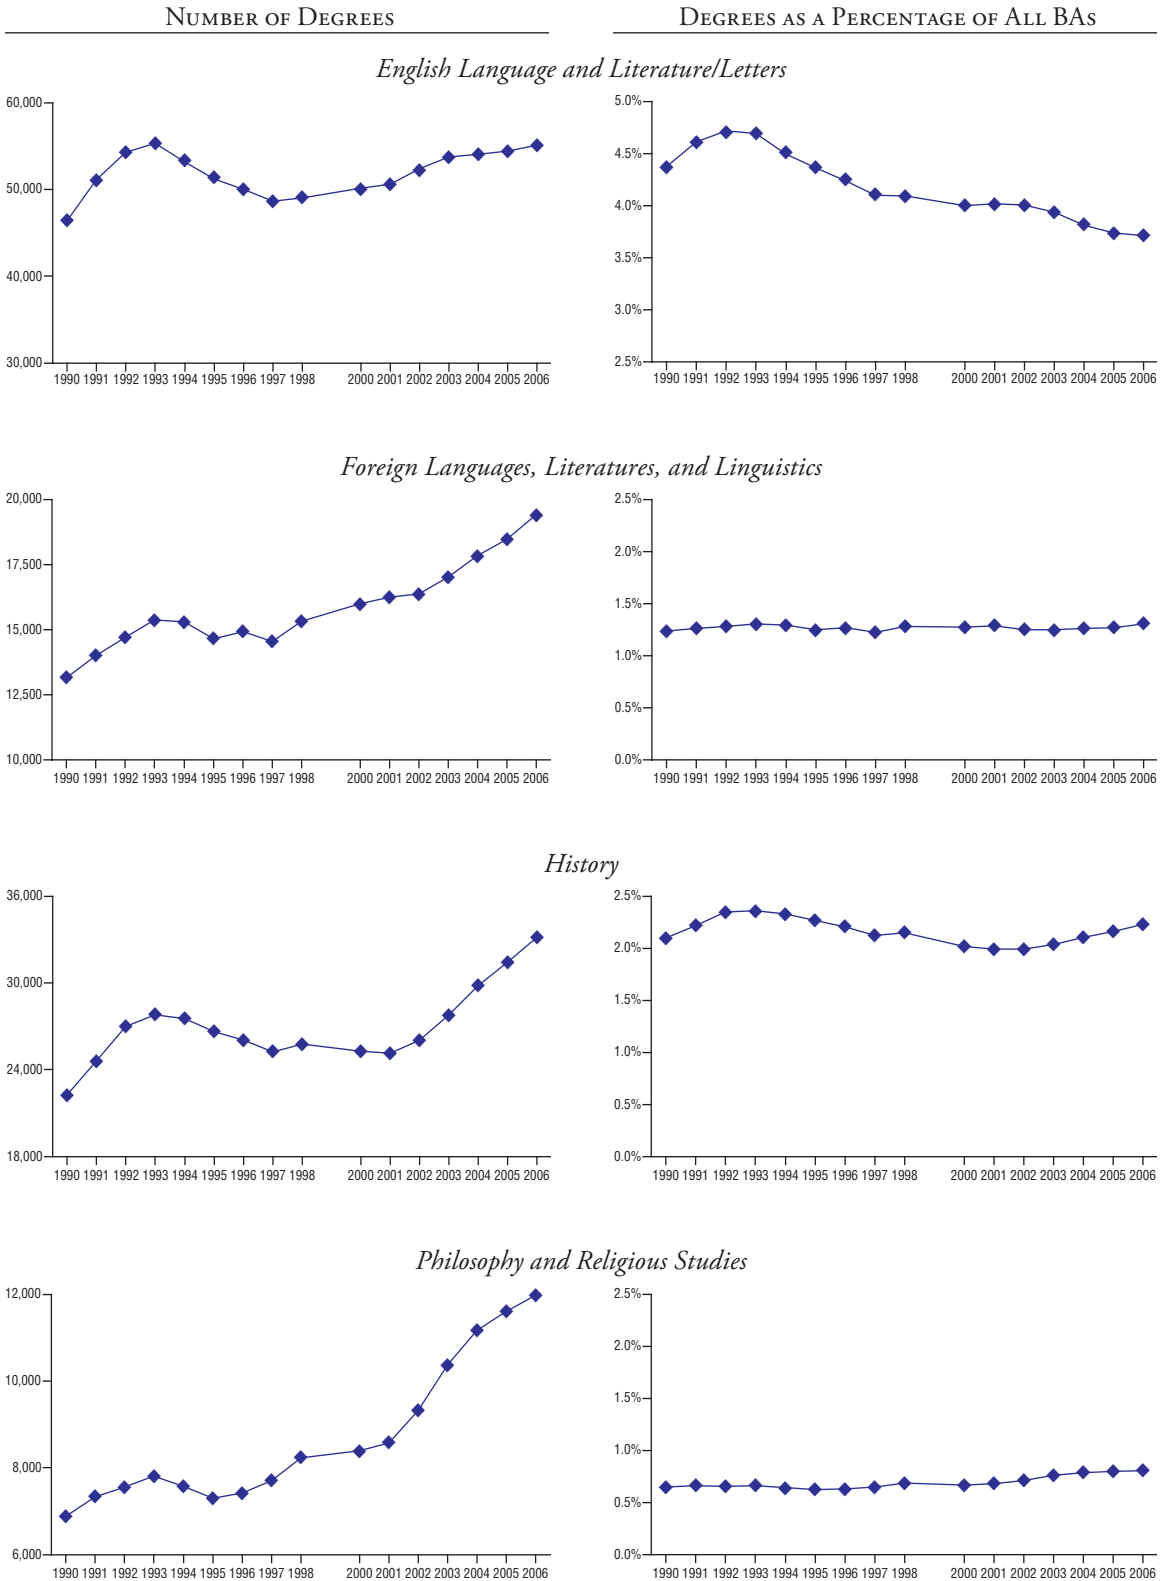 Number of Degrees
Degrees as a Percentage of All BAs
English Language and Literature/Letters
60,000
50,000
40,000
30,000
1990 1991 1992 1993 1994 1995 1996 1997 1998 2000 2001 2002 2003 2004 2005 2006
5.0%
4.5%
4.0%
3.5%
3.0%
2.5%
1990 1991 1992 1993 1994 1995 1996 1997 1998 2000 2001 2002 2003 2004 2005 2006
Foreign Languages, Literatures, and Linguistics
20,000
17,500
15,000
12,500
10,000
1990 1991 1992 1993 1994 1995 1996 1997 1998 2000 2001 2002 2003 2004 2005 2006
2.5%
2.0%
1.5%
1.0%
0.5%
0.0%
1990 1991 1992 1993 1994 1995 1996 1997 1998 2000 2001 2002 2003 2004 2005 2006
History
36,000
30,000
24,000
18,000
1990 1991 1992 1993 1994 1995 1996 1997 1998 2000 2001 2002 2003 2004 2005 2006
2.5%
2.0%
1.5%
1.0%
0.5%
0.0%
1990 1991 1992 1993 1994 1995 1996 1997 1998 2000 2001 2002 2003 2004 2005 2006
Philosophy and Religious Studies
12,000
10,000
8,000
6,000
1990 1991 1992 1993 1994 1995 1996 1997 1998 2000 2001 2002 2003 2004 2005 2006
2.5%
2.0%
1.5%
1.0%
0.5%
0.0%
1990 1991 1992 1993 1994 1995 1996 1997 1998 2000 2001 2002 2003 2004 2005 2006